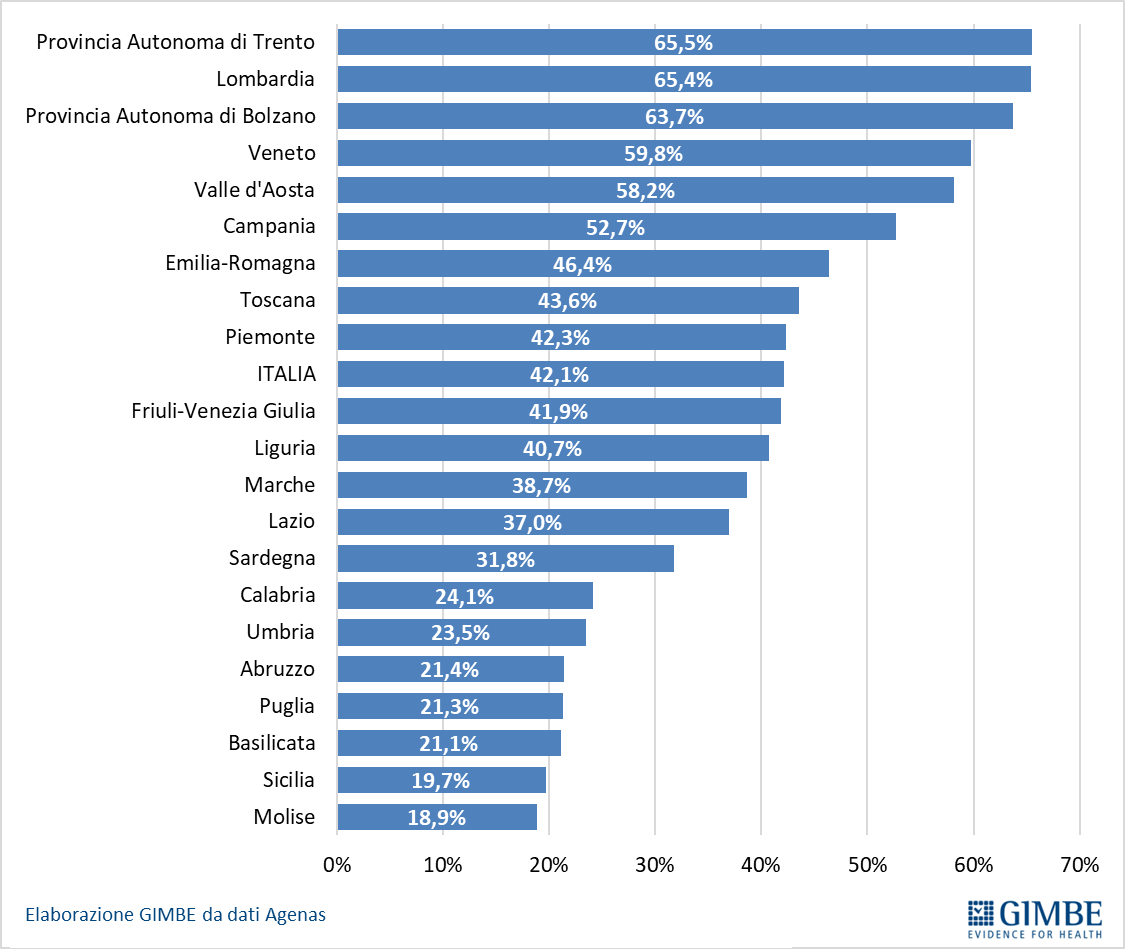 Provincia Autonoma di Trento 65,5%
Lombardia 65,4%
Provincia Autonoma di Bolzano 63,7%
Veneto 59,8%
Valle d'Aosta 58,2%
Campania 52,7%
Emilia-Romagna 46,4%
Toscana 43,6%
Piemonte 42,3%
ITALIA 42,1%
Friuli-Venezia Giulia 41,9%
Liguria 40,7%
Marche 38,7%
Lazio 37,0%
Sardegna 31,8%
Calabria 24,1%
Umbria 23,5%
Abruzzo 21,4%
Puglia 21,3%
Basilicata 21,1%
Sicilia 19,7%
Molise 18,9%
0% 10% 20% 30% 40% 50% 60% 70%
Elaborazione GIMBE da dati Agenas
GIMBE
EVIDENCE FOR HEALTH